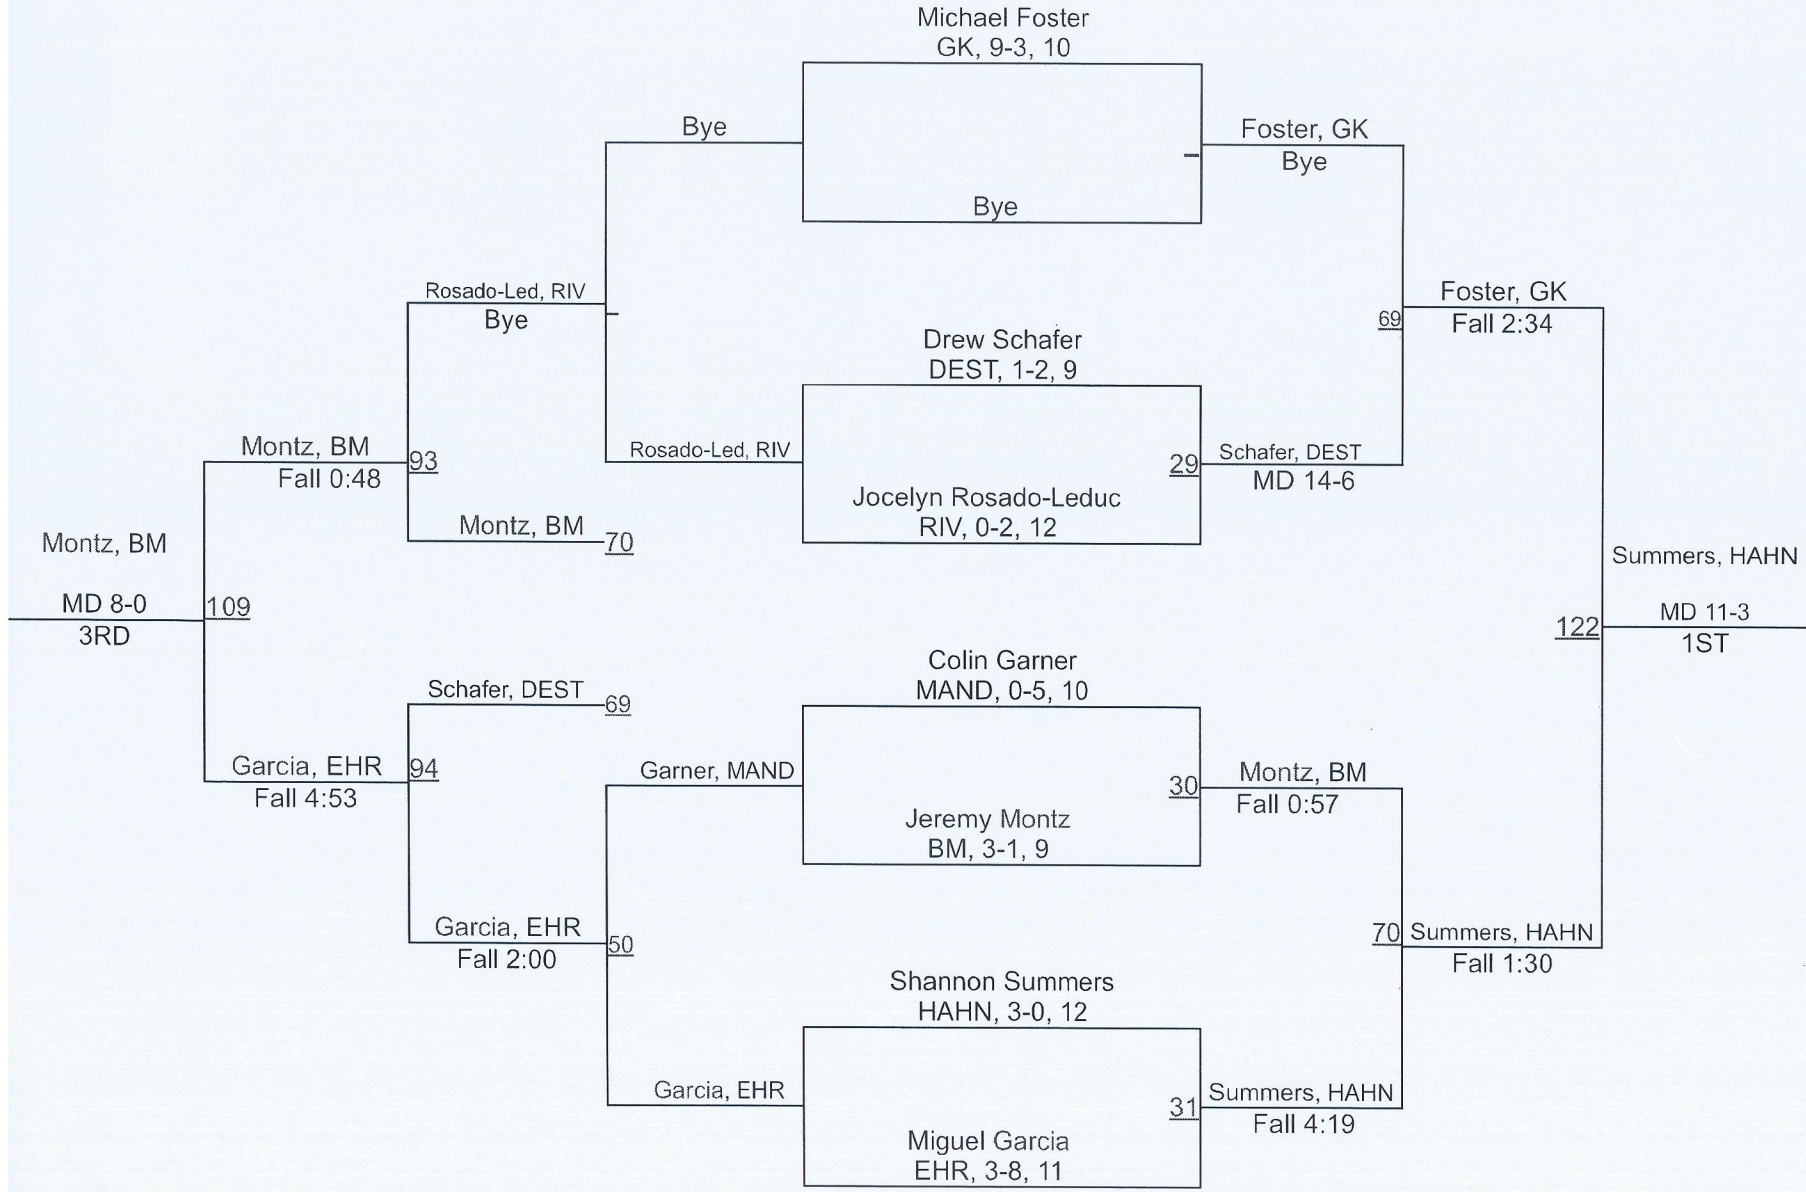 Michael Foster
GK, 9-3, 10
Bye
Foster, GK
Bye
Bye
Rosado-Led, RIV
Bye
Foster, GK
Fall 2:34
69
Drew Schafer
DEST, 1-2, 9
Montz, BM
Fall 0:48
93
Rosado-Led, RIV
29
Schafer, DEST
MD 14-6
Jocelyn Rosado-Leduc
RIV, 0-2, 12
Montz, BM
70
Montz, BM
MD 8-0
3RD
109
Summers, HAHN
MD 11-3
1ST
122
Colin Garner
MAND, 0-5, 10
Schafer, DEST
69
Garcia, EHR
Fall 4:53
94
Garner, MAND
30
Montz, BM
Fall 0:57
Jeremy Montz
BM, 3-1, 9
Garcia, EHR
Fall 2:00
50
70
Summers, HAHN
Fall 1:30
Shannon Summers
HAHN, 3-0, 12
Garcia, EHR
31
Summers, HAHN
Fall 4:19
Miguel Garcia
EHR, 3-8, 11